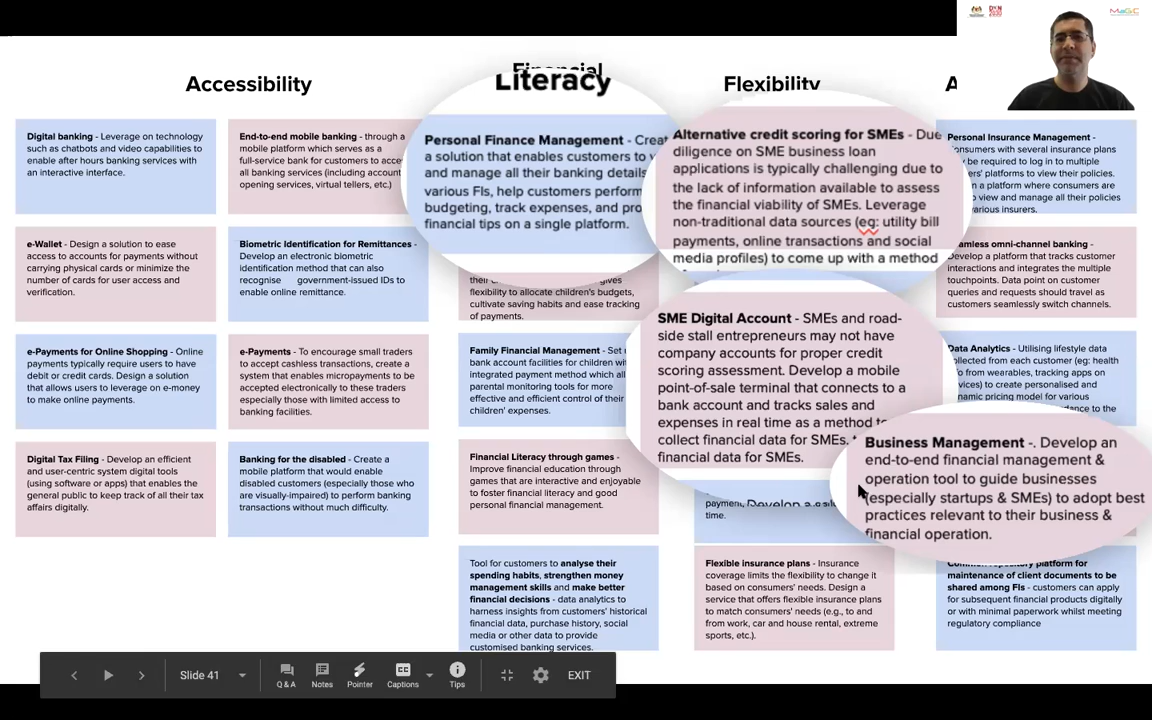 Accessibility
Digital banking - Leverage on technology
such as chatbots and video capabilities to
enable after hours banking services with
an interactive interface.
e-Wallet - Design a solution to ease
access to accounts for payments without
carrying physical cards or minimize the
number of cards for user access and
verification.
e-Payments for Online Shopping - Online
payments typically require users to have
debit or credit cards. Design a solution
that allows users to leverage on e-money
to make online payments.
Digital Tax Filing - Develop an efficient
and user-centric system digital tools
(using software or apps) that enables the
general public to keep track of all their tax
affairs digitally.
End-to-end mobile banking - through a
mobile platform which serves as a
full-service bank for customers to acce
all banking services (including account
opening services, virtual tellers, etc.)
Biometric Identification for Remittances -
Develop an electronic biometric
identification method that can also
recognise government-issued IDs to
enable online remittance.
e-Payments - To encourage small traders
to accept cashless transactions, create a
system that enables micropayments to be
accepted electronically to these traders
especially those with limited access to
banking facilities.
Banking for the disabled - Create a
mobile platform that would enable
disabled customers (especially those who
are visually-impaired) to perform banking
transactions without much difficulty.
Financial
Literacy
Personal Finance Management - Creat
a solution that enables customers to v
and manage all their banking details
various FIs, help customers perform
budgeting, track expenses, and pro
financial tips on a single platform.
gives
flexibility to allocate children's budgets,
cultivate saving habits and ease tracking
of payments.
Family Financial Management - Set
bank account facilities for children wit
integrated payment method which all
parental monitoring tools for more
effective and efficient control of their
children' expenses.
Financial Literacy through games -
Improve financial education through
games that are interactive and enjoyable
to foster financial literacy and good
personal financial management.
Tool for customers to analyse their
spending habits, strengthen money
management skills and make better
financial decisions - data analytics to
harness insights from customers' historical
financial data, purchase history, social
media or other data to provide
customised banking services.
Flexibility
Alternative credit scoring for SMEs - Due
diligence on SME business loan
applications is typically challenging due to
the lack of information available to assess
the financial viability of SMEs. Leverage
non-traditional data sources (eg: utility bill
payments, online transactions and social
media profiles) to come up with a method
SME Digital Account - SMEs and road-
side stall entrepreneurs may not have
company accounts for proper credit
scoring assessment. Develop a mobile
point-of-sale terminal that connects to a
bank account and tracks sales and
expenses in real time as a method to
collect financial data for SMEs.
financial data for SMEs.
payment, Develop a
time.
Flexible insurance plans - Insurance
coverage limits the flexibility to change it
based on consumers' needs. Design a
service that offers flexible insurance plans
to match consumers' needs (e.g., to and
from work, car and house rental, extreme
sports, etc.).
A
Personal Insurance Management -
onsumers with several insurance plans
be required to log in to multiple
ers' platforms to view their policies.
n a platform where consumers are
view and manage all their policies
various insurers.
eamless omni-channel banking -
Develop a platform that tracks customer
interactions and integrates the multiple
touchpoints. Data point on customer
queries and requests should travel as
customers seamlessly switch channels.
Data Analytics - Utilising lifestyle data
ollected from each customer (eg: health
from wearables, tracking apps on
vices) to create personalised and
namic pricing model for various
dance to the
Business Management -. Develop an
end-to-end financial management &
operation tool to guide businesses
(especially startups & SMEs) to adopt best
practices relevant to their business &
financial operation.
Common repository platform for
maintenance of client documents to be
shared among FIs - customers can apply
for subsequent financial products digitally
or with minimal paperwork whilst meeting
regulatory compliance
MaGIC
Slide 41
Q & A
Notes
Pointer
CC
Captions
Tips
EXIT